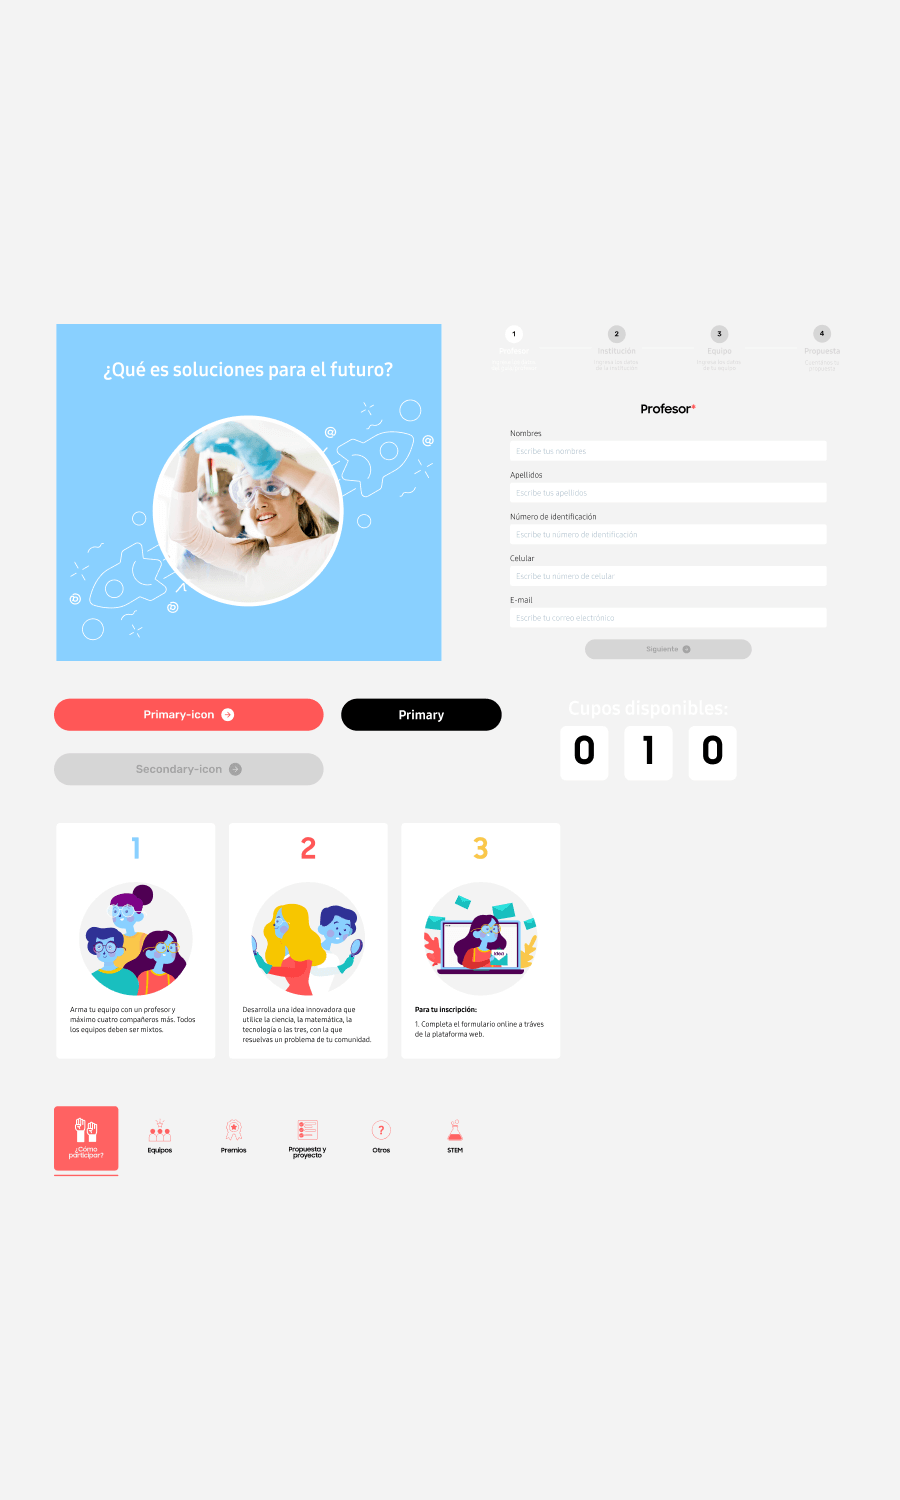 ¿Qué es soluciones para el futuro?
1
2
3
4
Profesor
Institución
Equipo
Propuesta
Profesor*
Nombres
Escribe tus nombres
Apellidos
Escribe tus apellidos
Número de identificación
Escribe tu número de identificación
Celular
Escribe tu número de celular
E-mail
Escribe tu correo electrónico
Siguiente
Primary-icon
Primary
Secondary-icon
Cupos disponibles:
0 1 0
1
Arma tu equipo con un profesor y
máximo cuatro compañeros más. Todos
los equipos deben ser mixtos.
2
Desarrolla una idea innovadora que
utilice la ciencia, la matemática, la
tecnología o las tres, con la que
resuelvas un problema de tu comunidad.
3
Para tu inscripción:
1. Completa el formulario online a tráves
de la plataforma web.
¿Cómo
participar?
Equipos
Premios
Propuesta y
proyecto
Otros
STEM